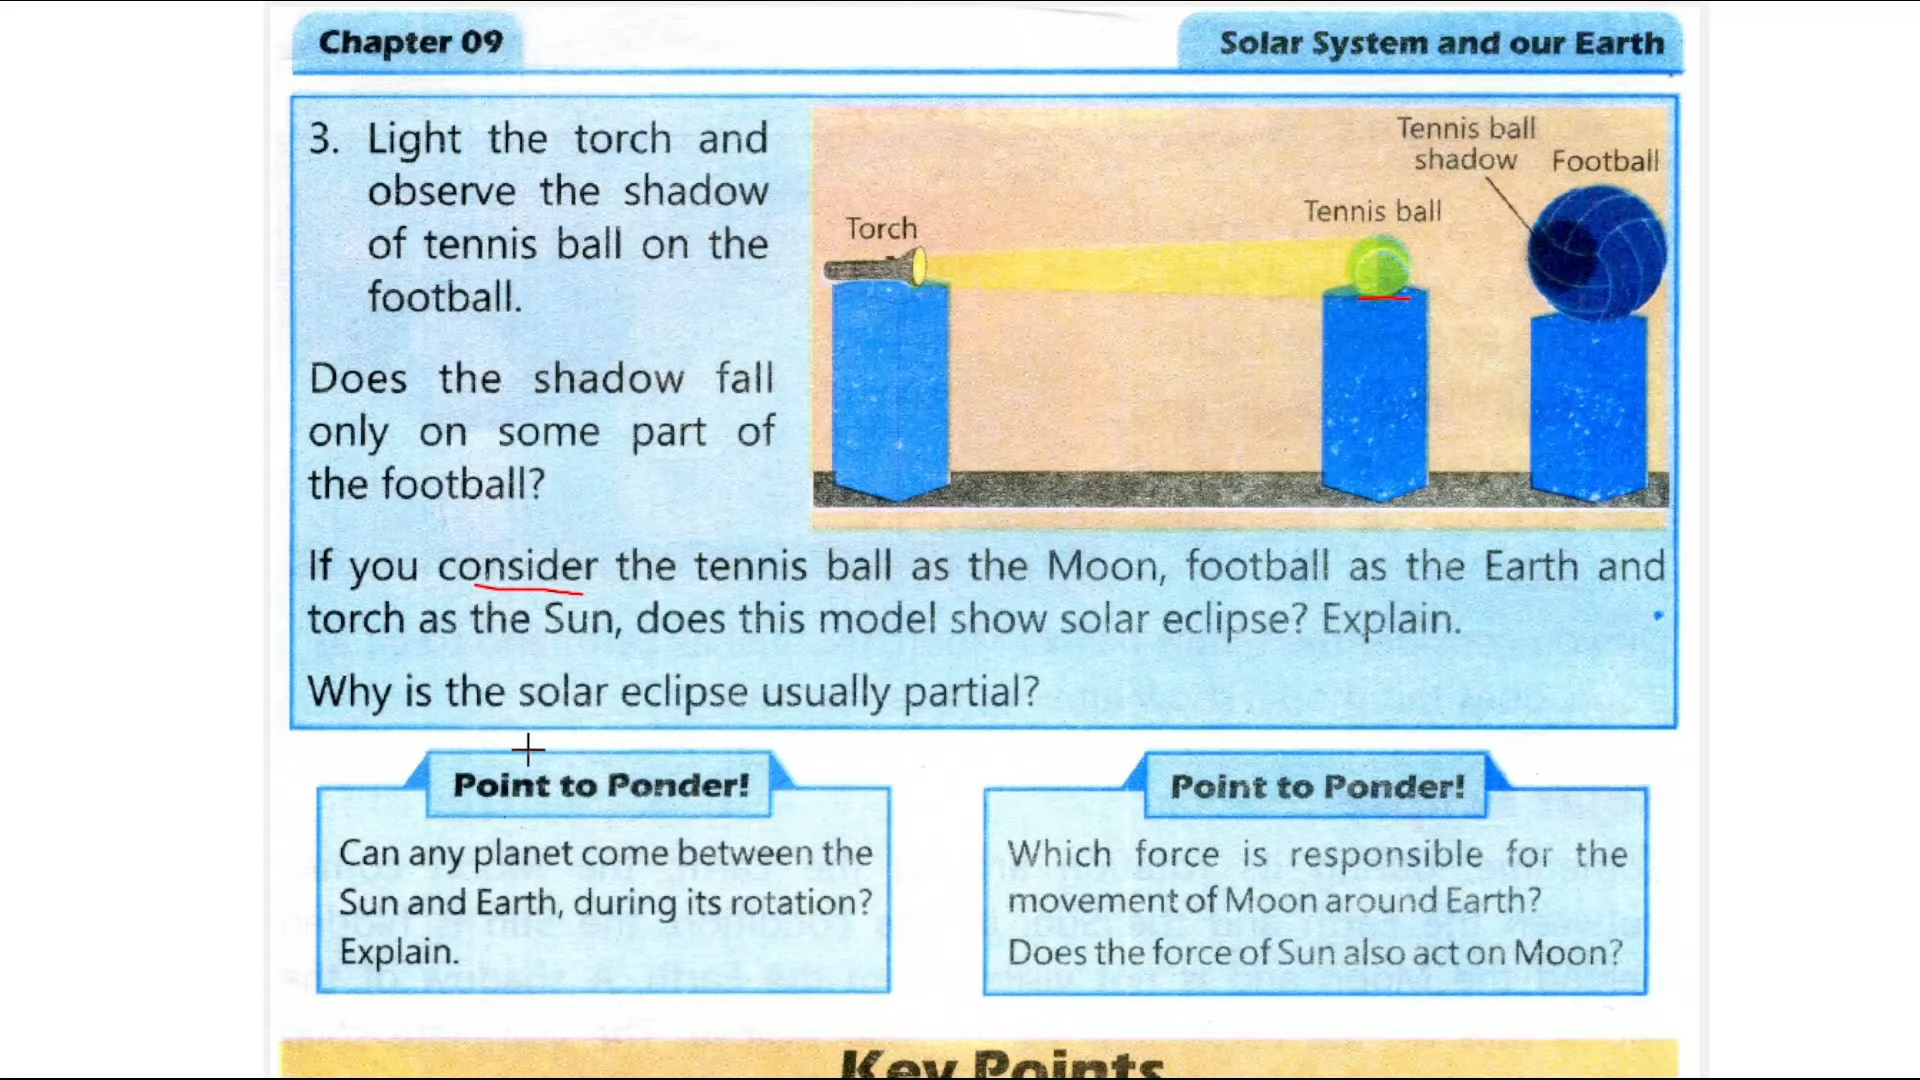 Chapter 09
Solar System and our Earth
3. Light the torch and
observe the shadow
of tennis ball on the
football.
Does the shadow fall
only on some part of
the football?
Torch
Tennis ball
Tennis ball
shadow
Football
If you consider the tennis ball as the Moon, football as the Earth and
torch as the Sun, does this model show solar eclipse? Explain.
Why is the solar eclipse usually partial?
Point to Ponder!
Can any planet come between the
Sun and Earth, during its rotation?
Explain.
Point to Ponder!
Which force is responsible for the
movement of Moon around Earth?
Does the force of Sun also act on Moon?
Key Points